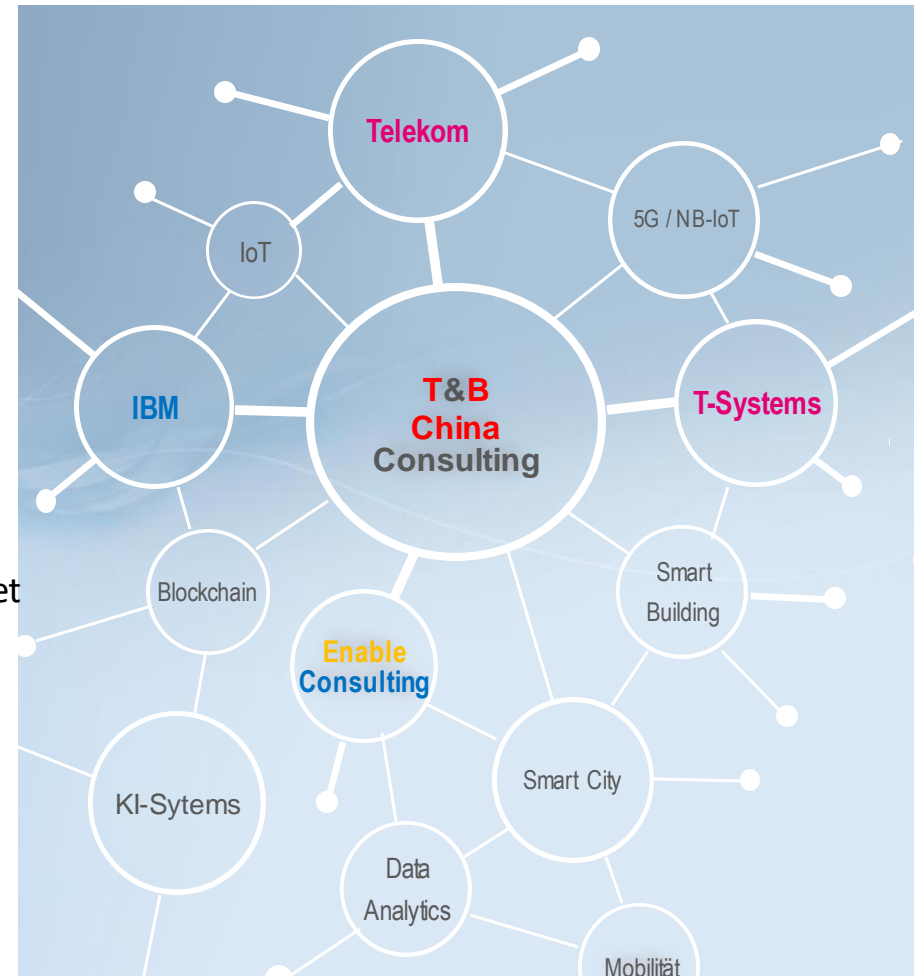 Telekom
5G / NB-IoT
IoT
T&B
China
Consulting
IBM
T-Systems
et
Blockchain
Smart
Building
Enable
Consulting
Smart City
KI-Sytems
Data
Analytics
Mobilität